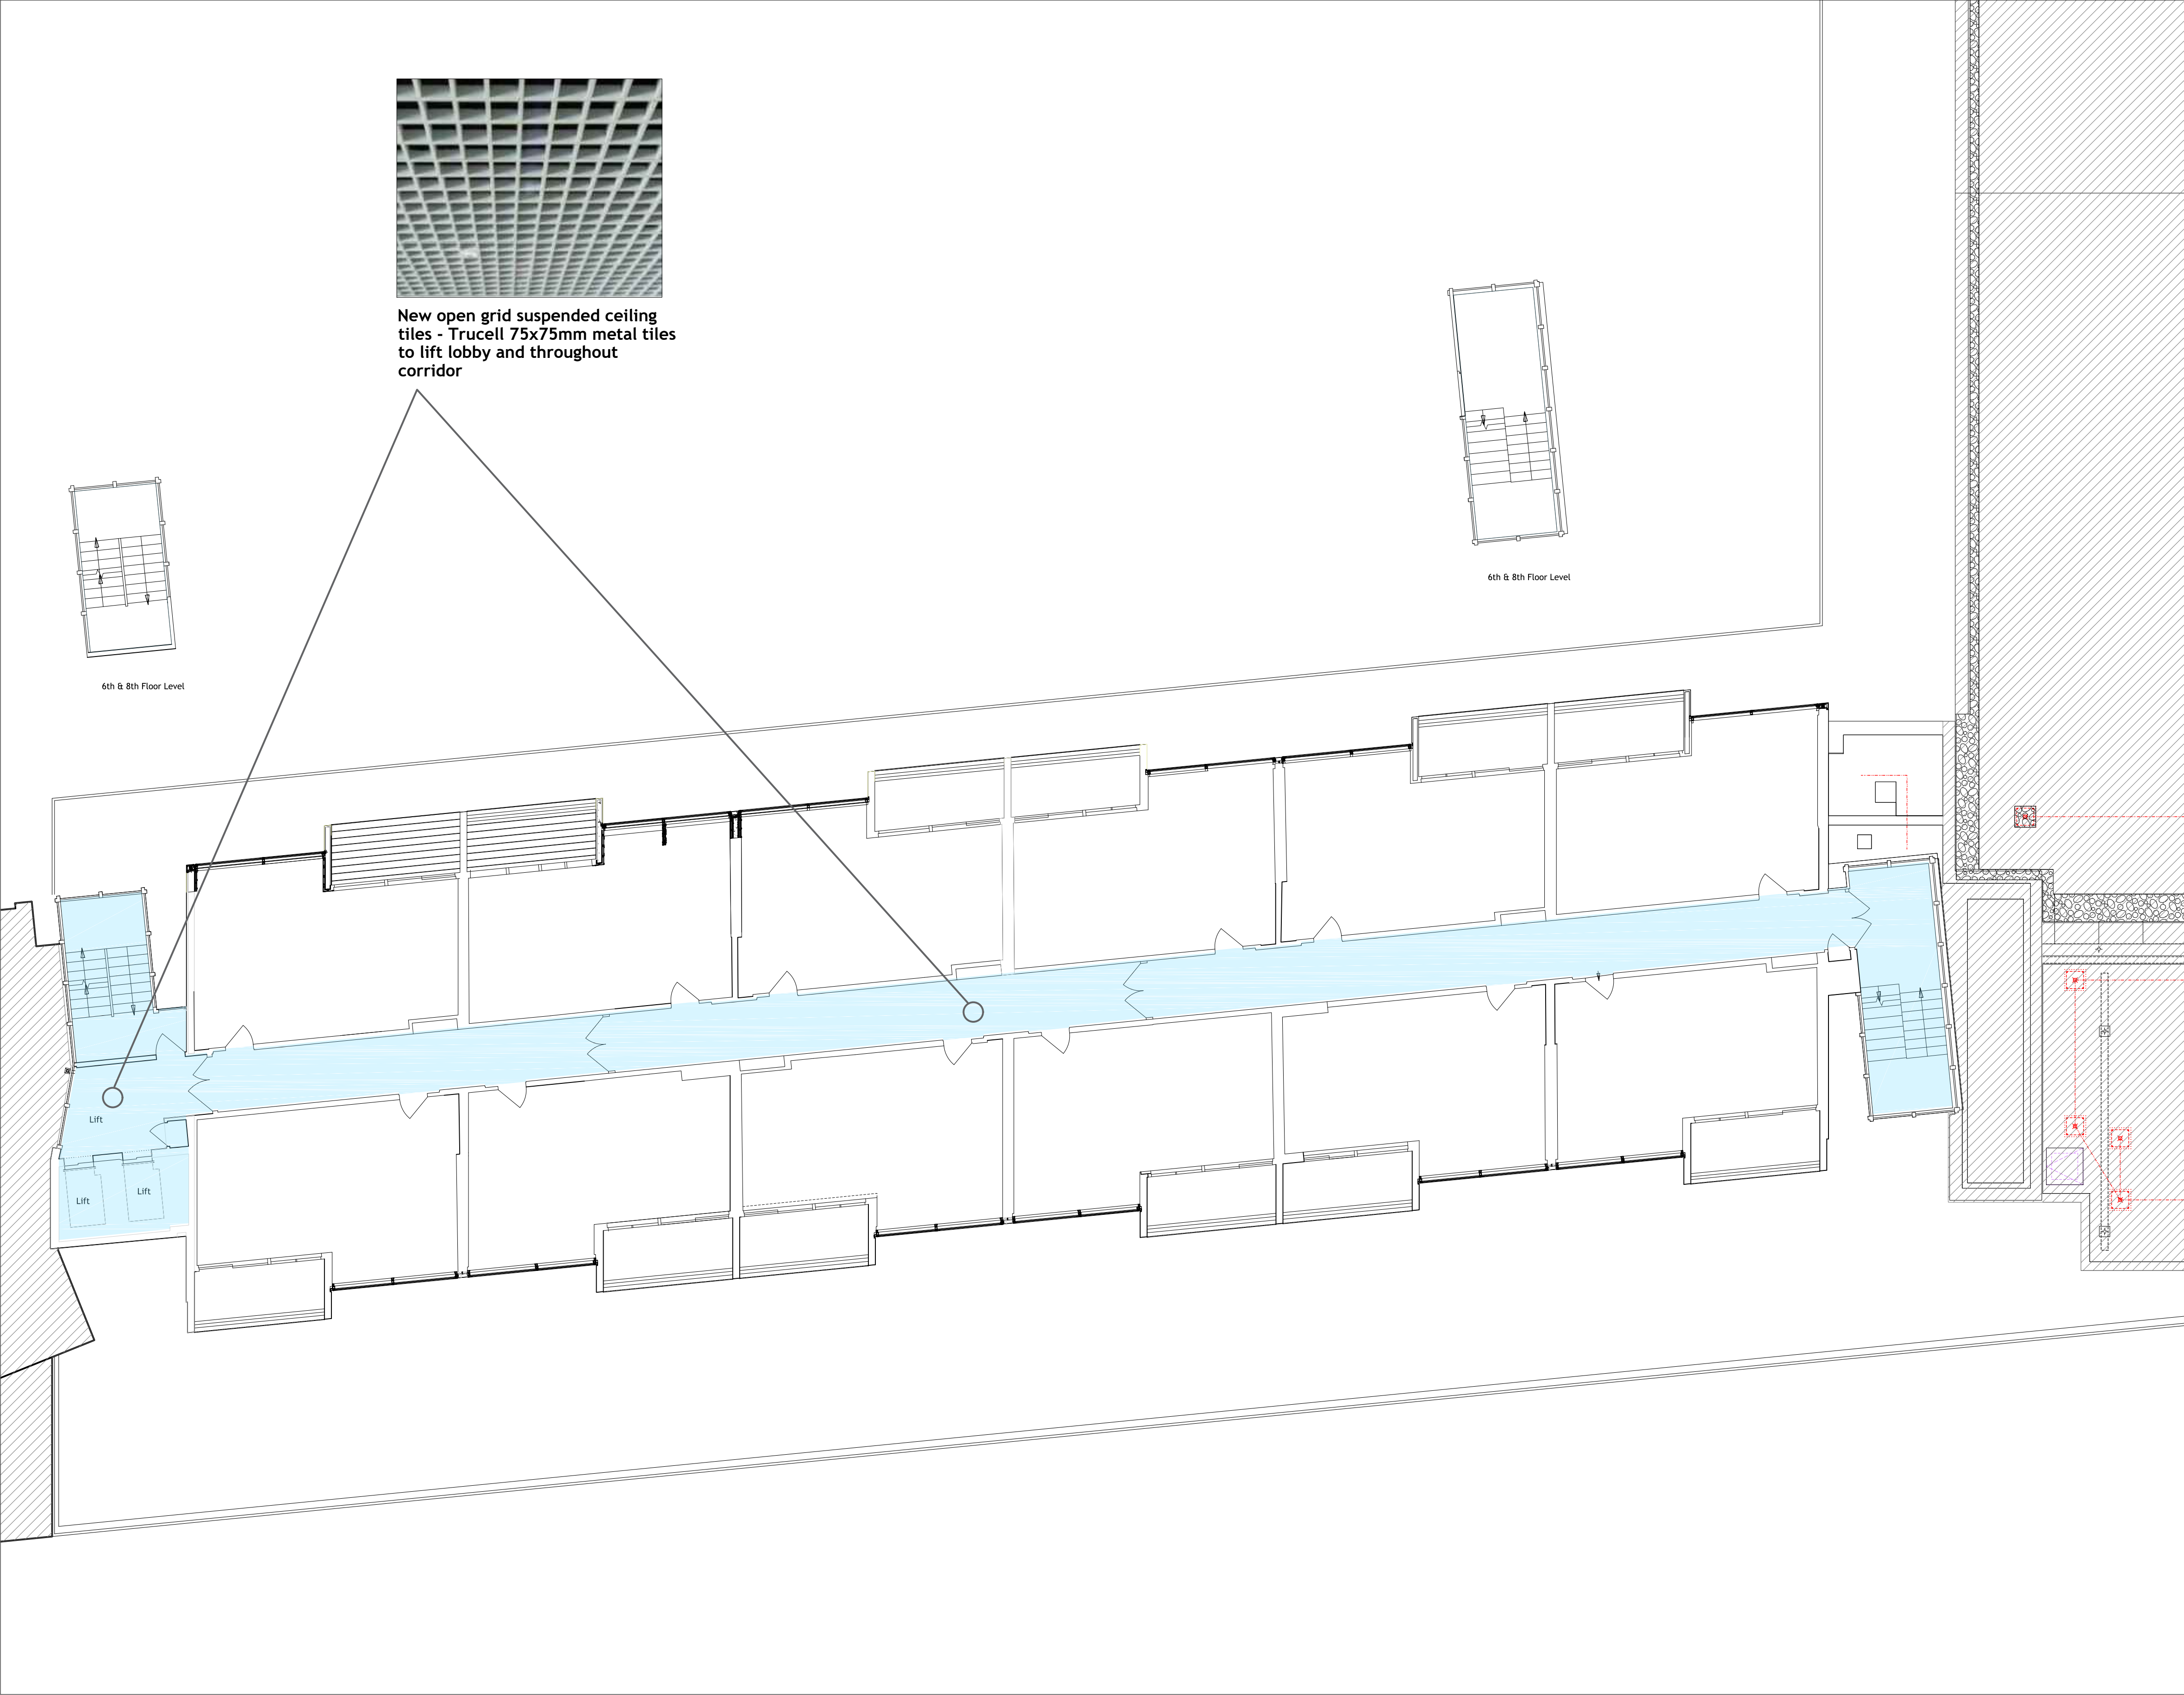 New open grid suspended ceiling
tiles - Trucell 75x75mm metal tiles
to lift lobby and throughout
corridor
6th & 8th Floor Level
6th & 8th Floor Level
Lift
Lift
Lift